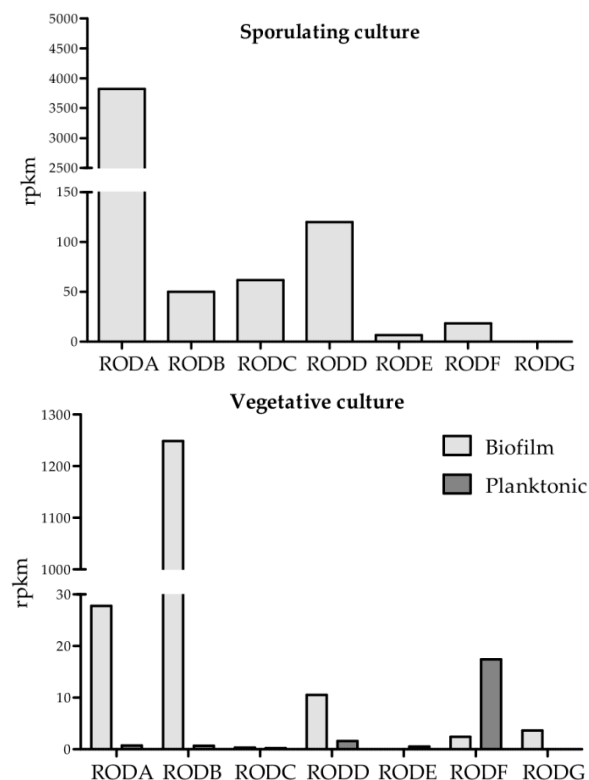 Sporulating culture
5000
4500
4000
3500
3000
2500
150
100
50
0
rpkm
RODA RODB RODC RODD RODE RODF RODG
Vegetative culture
1300
1200
1100
1000
30
20
10
0
rpkm
Biofilm
Planktonic
RODA RODB RODC RODD RODE RODF RODG